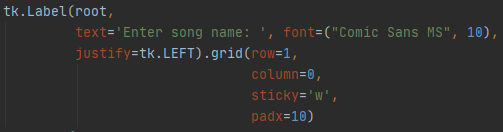 tk.Label(root,
         text='Enter song name: ', font=("Comic Sans MS", 10),
         justify=tk.LEFT).grid(row=1,
                               column=0,
                               sticky='w',
                               padx=10)